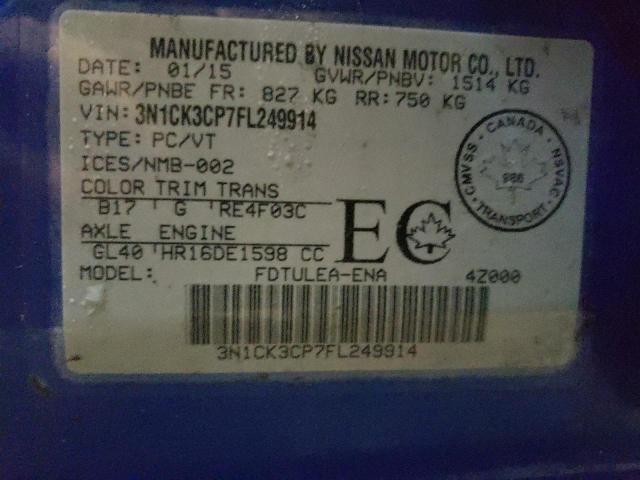 MANUFACTURED BY NISSAN MOTOR CO., LTD.
DATE: 01/15 GVWR/PNBV: 1514 KG
GAWR/PNBE FR: 827 KG RR: 750 KG
VIN: 3N1CK3CP7FL249914
TYPE: PC/VT
ICES/NMB-002
COLOR TRIM TRANS
B17 G RE4F03C
AXLE ENGINE
GL40 HR16DE1598 CC
MODEL: FDTULEA-ENA 4Z000
EC
CANADA
CMVSS NSVAC
986
TRANSPORT
3N1CK3CP7FL249914